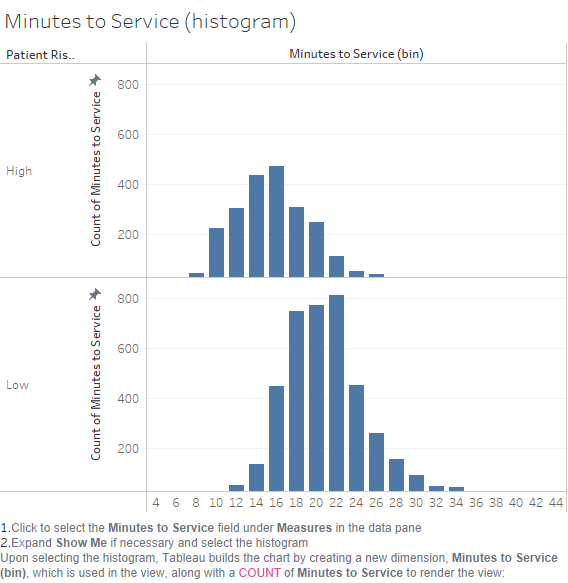 Minutes to Service (histogram)
Patient Ris..
Minutes to Service (bin)
High
Count of Minutes to Service
800
600
400
200
Low
Count of Minutes to Service
800
600
400
200
4 6 8 10 12 14 16 18 20 22 24 26 28 30 32 34 36 38 40 42 44
1.Click to select the Minutes to Service field under Measures in the data pane
2.Expand Show Me if necessary and select the histogram
Upon selecting the histogram, Tableau builds the chart by creating a new dimension, Minutes to Service
(bin), which is used in the view, along with a COUNT of Minutes to Service to render the view: